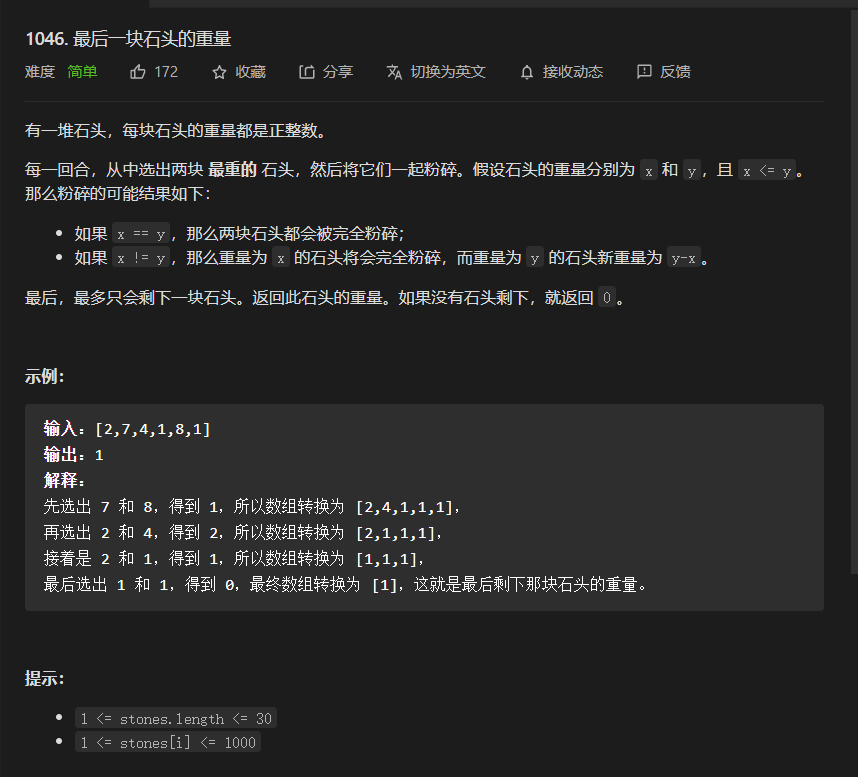 1046. 最后一块石头的重量
难度 简单 172 收藏 分享 切换为英文 接收动态 反馈
有一堆石头，每块石头的重量都是正整数。
每一回合，从中选出两块 最重的 石头，然后将它们一起粉碎。假设石头的重量分别为 x 和 y，且 x <= y。
那么粉碎的可能结果如下：
• 如果 x == y，那么两块石头都会被完全粉碎；
• 如果 x != y，那么重量为 x 的石头将会完全粉碎，而重量为 y 的石头新重量为 y-x。
最后，最多只会剩下一块石头。返回此石头的重量。如果没有石头剩下，就返回 0。
示例：
输入：[2,7,4,1,8,1]
输出：1
解释：
先选出 7 和 8，得到 1，所以数组转换为 [2,4,1,1,1]，
再选出 2 和 4，得到 2，所以数组转换为 [2,1,1,1]，
接着是 2 和 1，得到 1，所以数组转换为 [1,1,1]，
最后选出 1 和 1，得到 0，最终数组转换为 [1]，这就是最后剩下那块石头的重量。
提示：
• 1 <= stones.length <= 30
• 1 <= stones[i] <= 1000